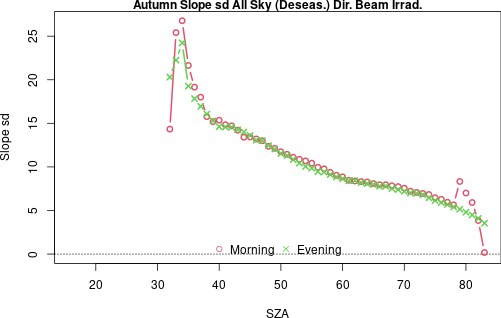 Autumn Slope sd All Sky (Deseas.) Dir. Beam Irrad.
Slope sd
25
20
15
10
5
0
Morning Evening
20 30 40 50 60 70 80
SZA